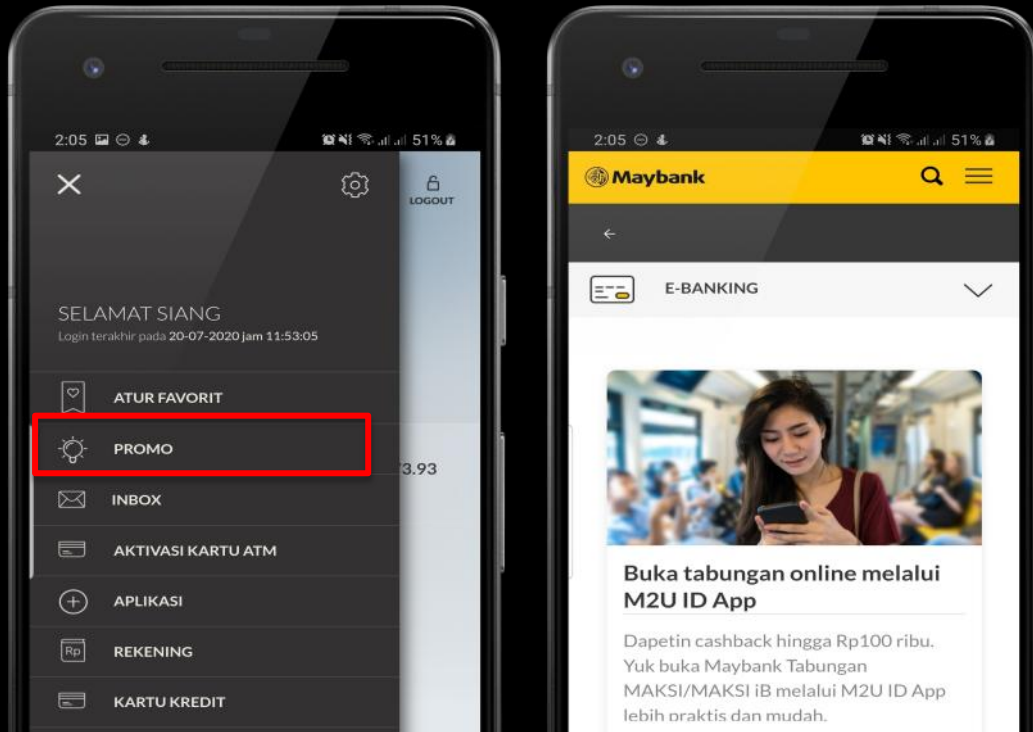 2:05
51%
LOGOUT
SELAMAT SIANG
Login terakhir pada 20-07-2020 jam 11:53:05
ATUR FAVORIT
PROMO
3.93
INBOX
AKTIVASI KARTU ATM
APLIKASI
Rp
REKENING
KARTU KREDIT
2:05
51%
Maybank
E-BANKING
Buka tabungan online melalui
M2U ID App
Dapetin cashback hingga Rp100 ribu.
Yuk buka Maybank Tabungan
MAKSI/MAKSI iB melalui M2U ID App
lebih praktis dan mudah.